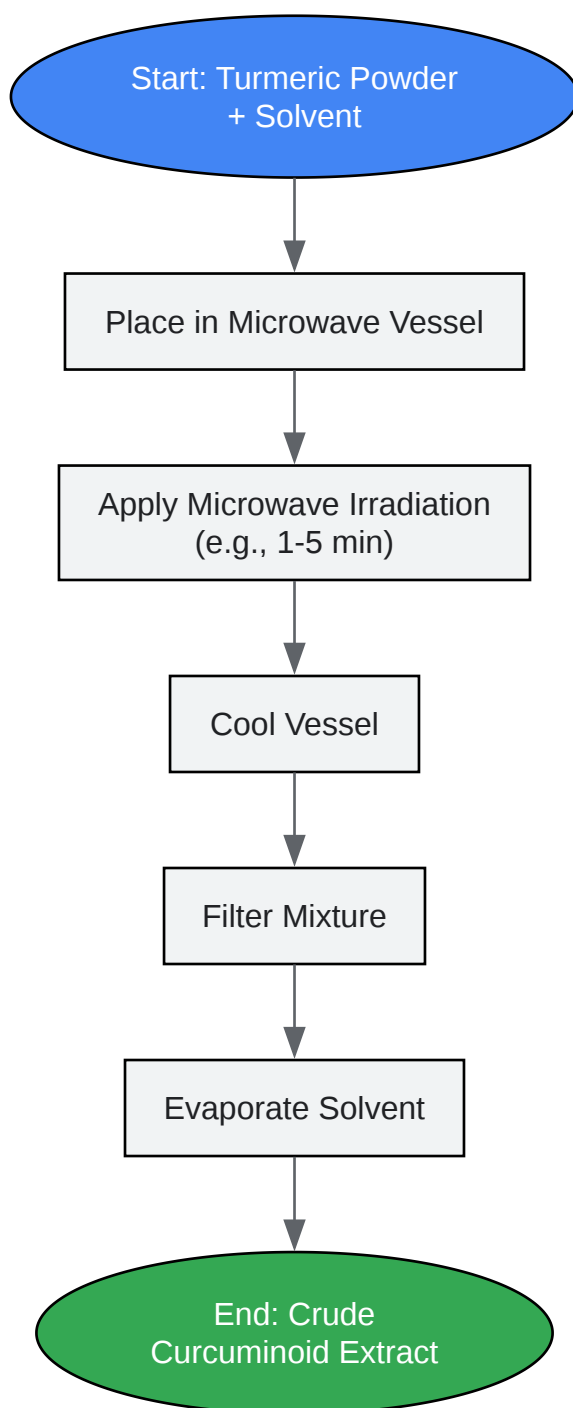 Start: Turmeric Powder
+ Solvent
Place in Microwave Vessel
Apply Microwave Irradiation
(e.g., 1-5 min)
Cool Vessel
Filter Mixture
Evaporate Solvent
End: Crude
Curcuminoid Extract